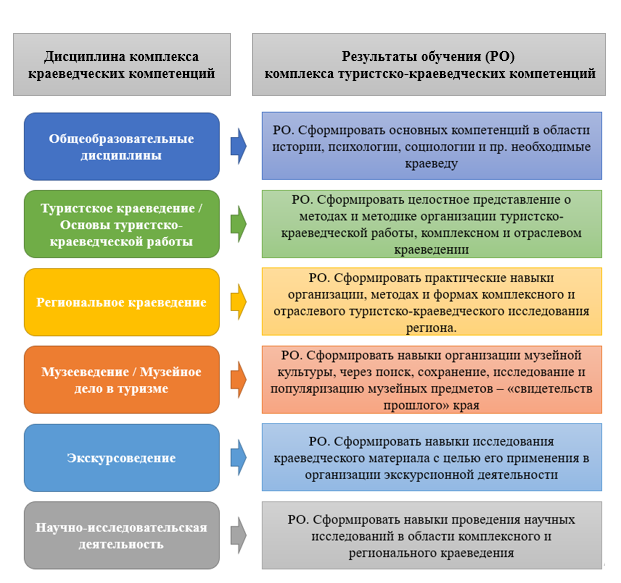 Дисциплина комплекса
краеведческих компетенций
Результаты обучения (РО)
комплекса туристско-краеведческих компетенций
Общеобразовательные
дисциплины
РО. Сформировать основных компетенций в области
истории, психологии, социологии и пр. необходимые
краеведу
Туристское краеведение /
Основы туристско-
краеведческой работы
РО. Сформировать целостное представление о
методах и методике организации туристско-
краеведческой работы, комплексном и отраслевом
краеведении
Региональное краеведение
РО. Сформировать практические навыки
организации, методах и формах комплексного и
отраслевого туристско-краеведческого исследования
региона.
Музееведение / Музейное
дело в туризме
РО. Сформировать навыки организации музейной
культуры, через поиск, сохранение, исследование и
популяризацию музейных предметов – «свидетельств
прошлого» края
Экскурсоведение
РО. Сформировать навыки исследования
краеведческого материала с целью его применения в
организации экскурсионной деятельности
Научно-исследовательская
деятельность
РО. Сформировать навыки проведения научных
исследований в области комплексного и
регионального краеведения